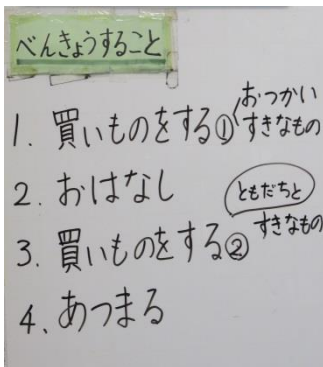 べんきょうすること
1. 買いものをする① おつかい
すきなもの
2. おはなし
3. 買いものをする② ともだちと
すきなもの
4. あつまる